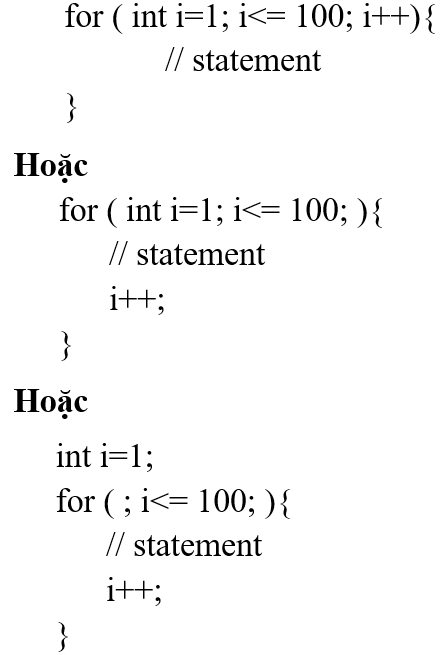 for ( int i=1; i<= 100; i++){
// statement
}
Hoặc
for ( int i=1; i<= 100; ){
// statement
i++;
}
Hoặc
int i=1;
for ( ; i<= 100; ){
// statement
i++;
}